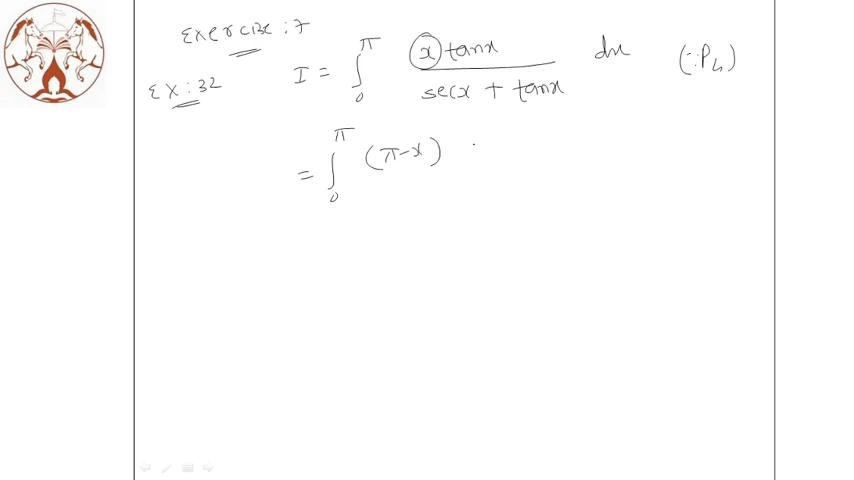 Exercise : 7
Ex : 32
I = ∫₀^π (x) tanx / (secx + tanx) dx (∵ P₄)
= ∫₀^π (π-x)